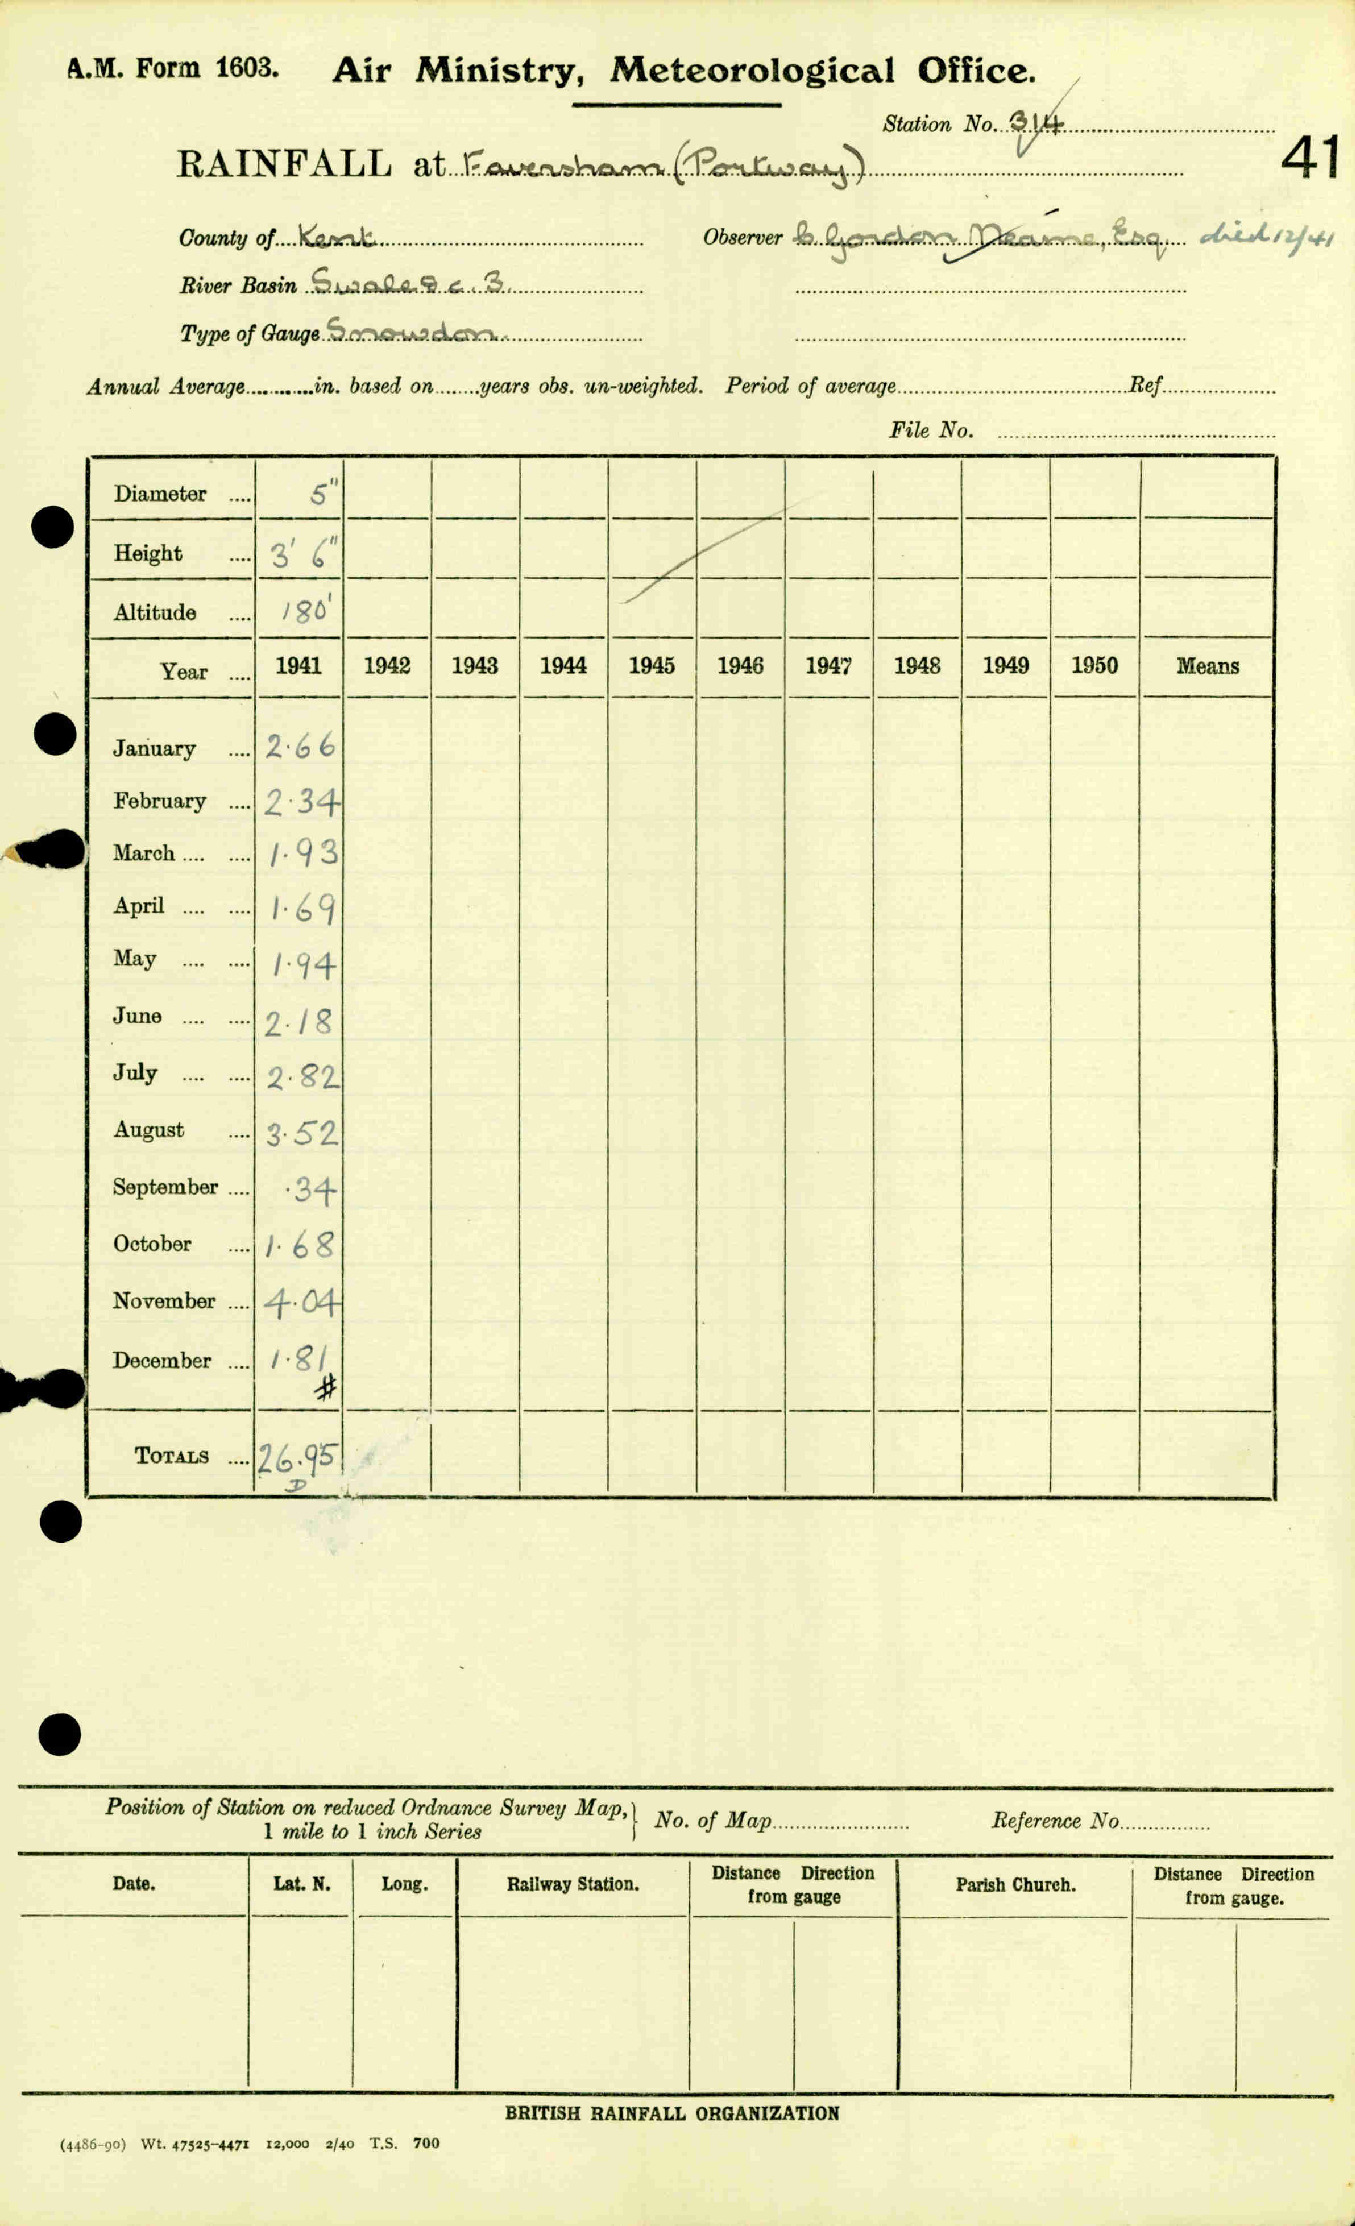 A.M. Form 1603. Air Ministry, Meteorological Office.
Station No. 314
41
RAINFALL at Faversham (Portway)
County of Kent Observer C. Gordon Neame, Esq died 12/41
River Basin Swale &c. 3.
Type of Gauge Snowdon.
Annual Average............in. based on........years obs. un-weighted. Period of average.......... Ref..........
File No. ..........
Diameter .... 5"
Height .... 3' 6"
Altitude .... 180'
Year .... 1941 1942 1943 1944 1945 1946 1947 1948 1949 1950 Means
January .... 2.66
February .... 2.34
March .... .... 1.93
April .... .... 1.69
May .... .... 1.94
June .... .... 2.18
July .... .... 2.82
August .... 3.52
September .... .34
October .... 1.68
November .... 4.04
December .... 1.81
#
TOTALS .... 26.95
D
Position of Station on reduced Ordnance Survey Map, 1 mile to 1 inch Series } No. of Map.......... Reference No..........
Date. Lat. N. Long. Railway Station. Distance Direction from gauge Parish Church. Distance Direction from gauge.
BRITISH RAINFALL ORGANIZATION
(4486-90) Wt. 47525-4471 12,000 2/40 T.S. 700